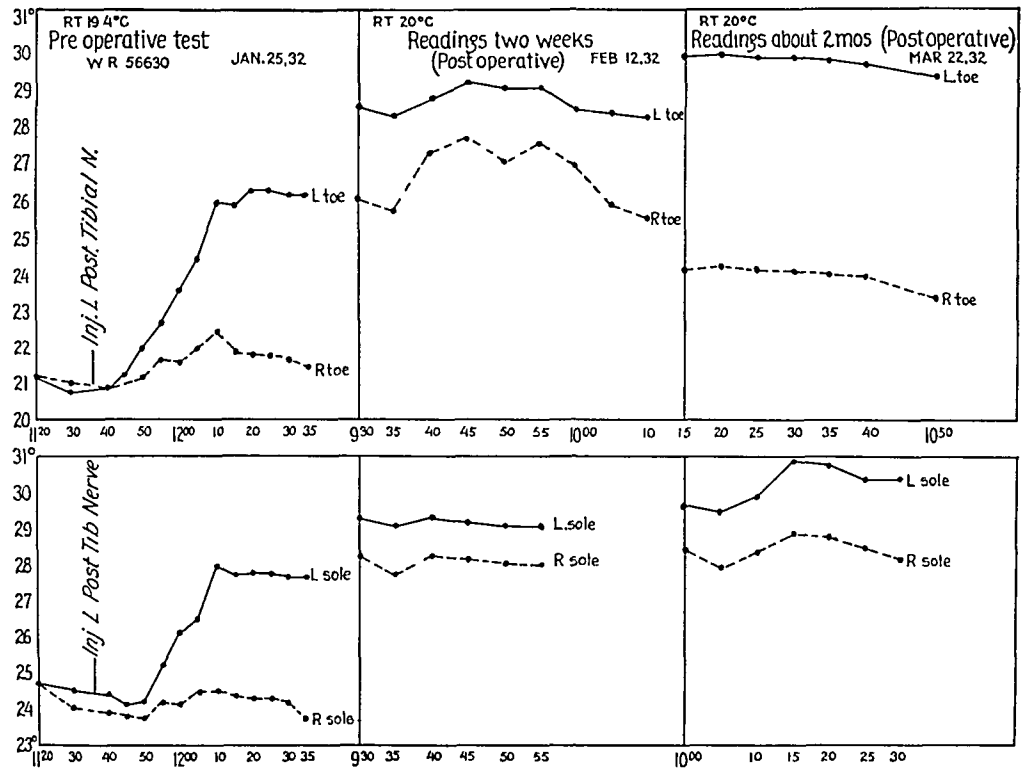 31°
30
29
28
27
26
25
24
23
22
21
20
RT 19 4°C
Pre operative test
W R 56630 JAN. 25, 32
Inj. L Post. Tibial N.
L toe
R toe
11 20 30 40 50 12 00 10 20 30 35
RT 20°C
Readings two weeks
(Post operative) FEB 12, 32
L toe
R toe
9 30 35 40 45 50 55 10 00 10
RT 20°C
Readings about 2 mos (Post operative)
MAR 22, 32
L toe
R toe
15 20 25 30 35 40 10 50
31°
30
29
28
27
26
25
24
23°
Inj L Post Tib Nerve
L sole
R sole
11 20 30 40 50 12 00 10 20 30 35
L. sole
R sole
9 30 35 40 45 50 55
L sole
R sole
10 00 05 10 15 20 25 30